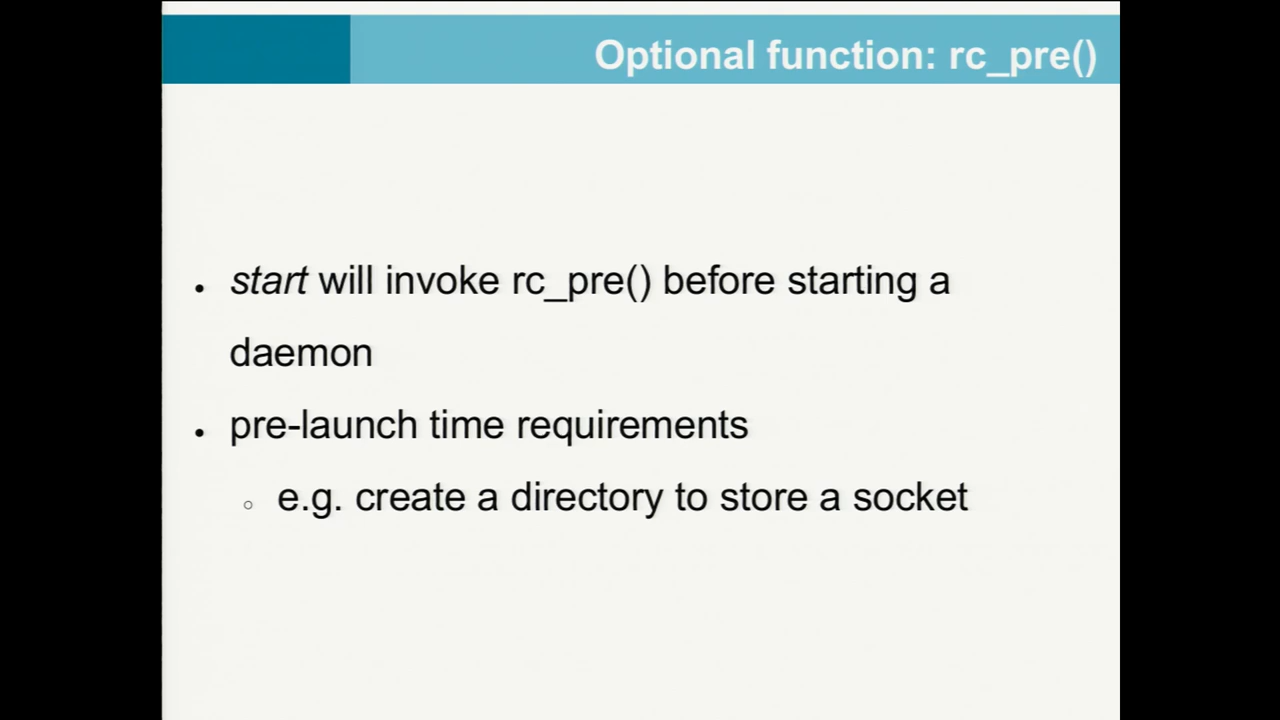 Optional function: rc_pre()
• start will invoke rc_pre() before starting a
daemon
• pre-launch time requirements
○ e.g. create a directory to store a socket